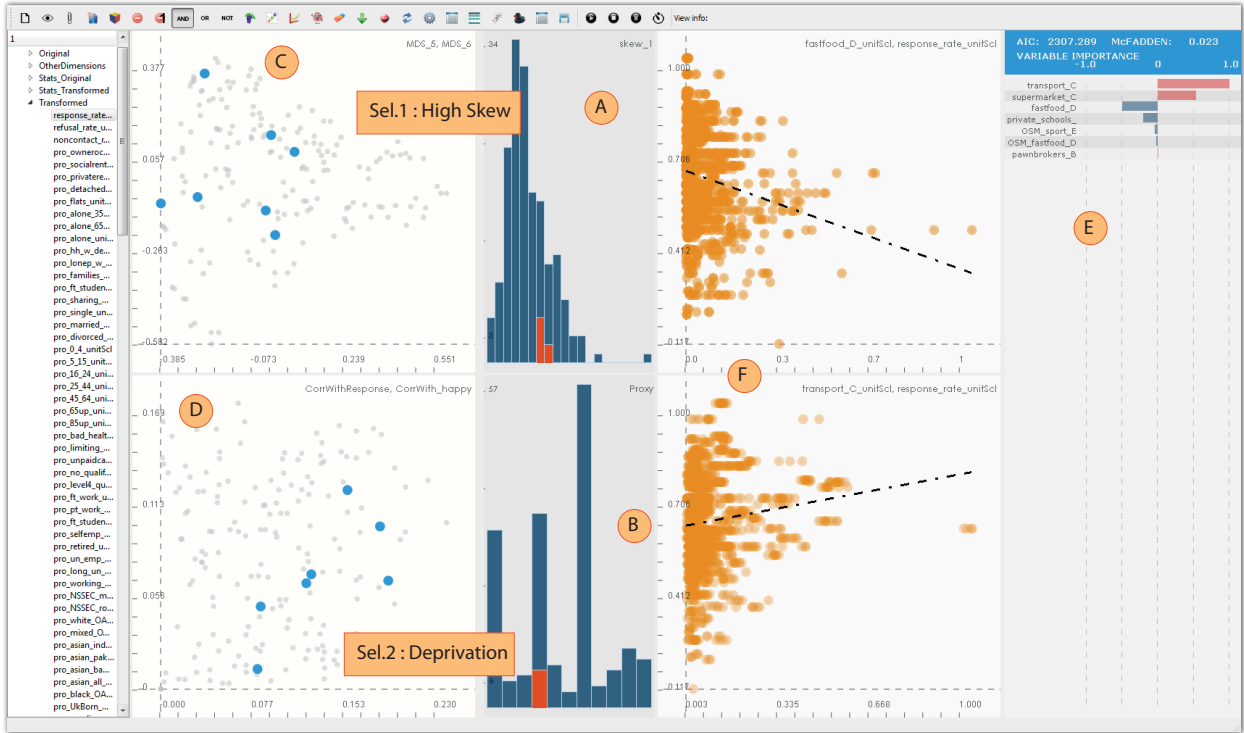 AND OR NOT View info:
1
Original
OtherDimensions
Stats_Original
Stats_Transformed
Transformed
response_rate...
refusal_rate_u...
noncontact_r...
pro_owneroc...
pro_socialrent...
pro_privatere...
pro_detached...
pro_flats_unit...
pro_alone_35...
pro_alone_65...
pro_alone_uni...
pro_hh_w_de...
pro_lonep_w_...
pro_families_...
pro_ft_studen...
pro_sharing_...
pro_single_un...
pro_married_...
pro_divorced_...
pro_0_4_unitScl
pro_5_15_unit...
pro_16_24_uni...
pro_25_44_uni...
pro_45_64_uni...
pro_65up_uni...
pro_85up_uni...
pro_bad_healt...
pro_limiting_...
pro_unpaidca...
pro_no_qualif...
pro_level4_qu...
pro_ft_work_u...
pro_pt_work_...
pro_ft_studen...
pro_selfemp_...
pro_retired_u...
pro_un_emp_...
pro_long_un_...
pro_working_...
pro_NSSEC_m...
pro_NSSEC_ro...
pro_white_OA...
pro_mixed_O...
pro_asian_ind...
pro_asian_pak...
pro_asian_ba...
pro_asian_all_...
pro_black_OA...
pro_UkBorn_...
MDS_5, MDS_6
C
0.377
0.057
-0.263
-0.582
-0.385 -0.073 0.239 0.551
Sel.1 : High Skew
34
skew_1
A
fastfood_D_unitScl, response_rate_unitScl
1.000
0.706
0.412
0.117
0.0 0.3 0.7 1
AIC: 2307.289 McFADDEN: 0.023
VARIABLE IMPORTANCE
-1.0 0 1.0
transport_C
supermarket_C
fastfood_D
private_schools_
OSM_sport_E
OSM_fastfood_D
pawnbrokers_B
E
CorrWithResponse, CorrWith_happy
D
0.169
0.113
0.056
0
0.000 0.077 0.153 0.230
Sel.2 : Deprivation
57
Proxy
B
F
transport_C_unitScl, response_rate_unitScl
1.000
0.706
0.412
0.117
0.003 0.335 0.668 1.000